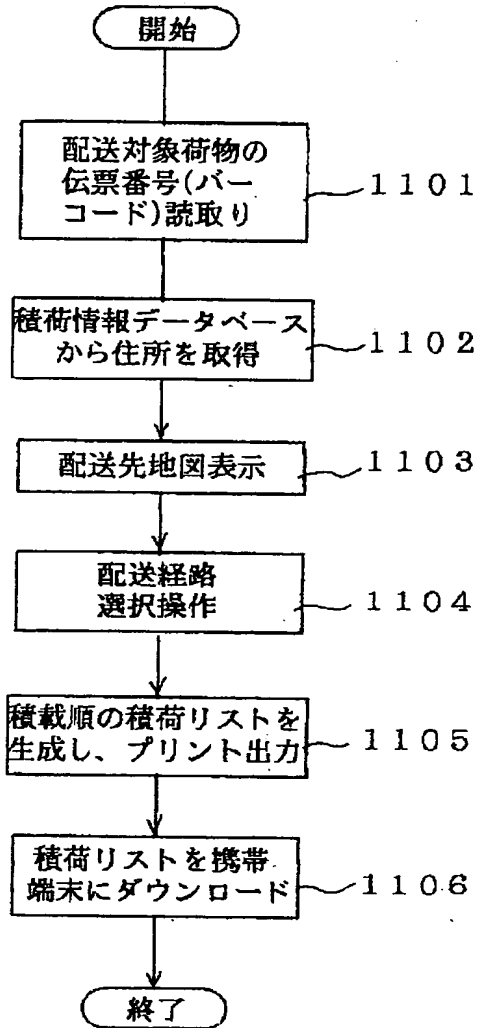 開始
配送対象荷物の
伝票番号(バー
コード)読取り
1101
積荷情報データベース
から住所を取得
1102
配送先地図表示
1103
配送経路
選択操作
1104
積載順の積荷リストを
生成し、プリント出力
1105
積荷リストを携帯
端末にダウンロード
1106
終了